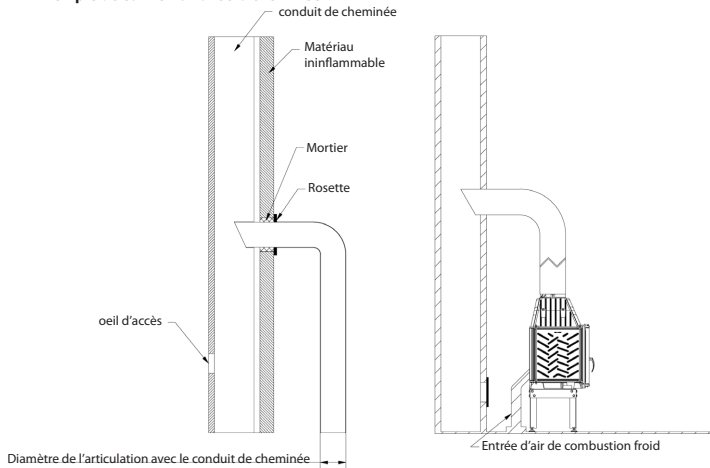 conduit de cheminée
Matériau
ininflammable
Mortier
Rosette
oeil d'accès
Diamètre de l'articulation avec le conduit de cheminée
Entrée d'air de combustion froid